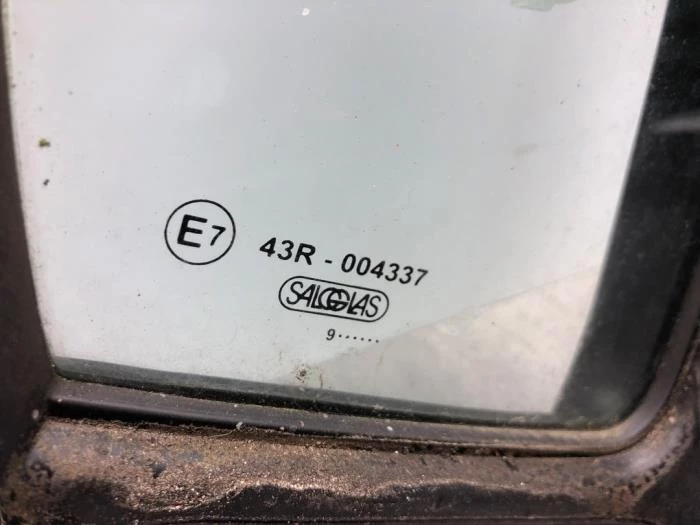 E7
43R - 004337
SALGGLAS
9......